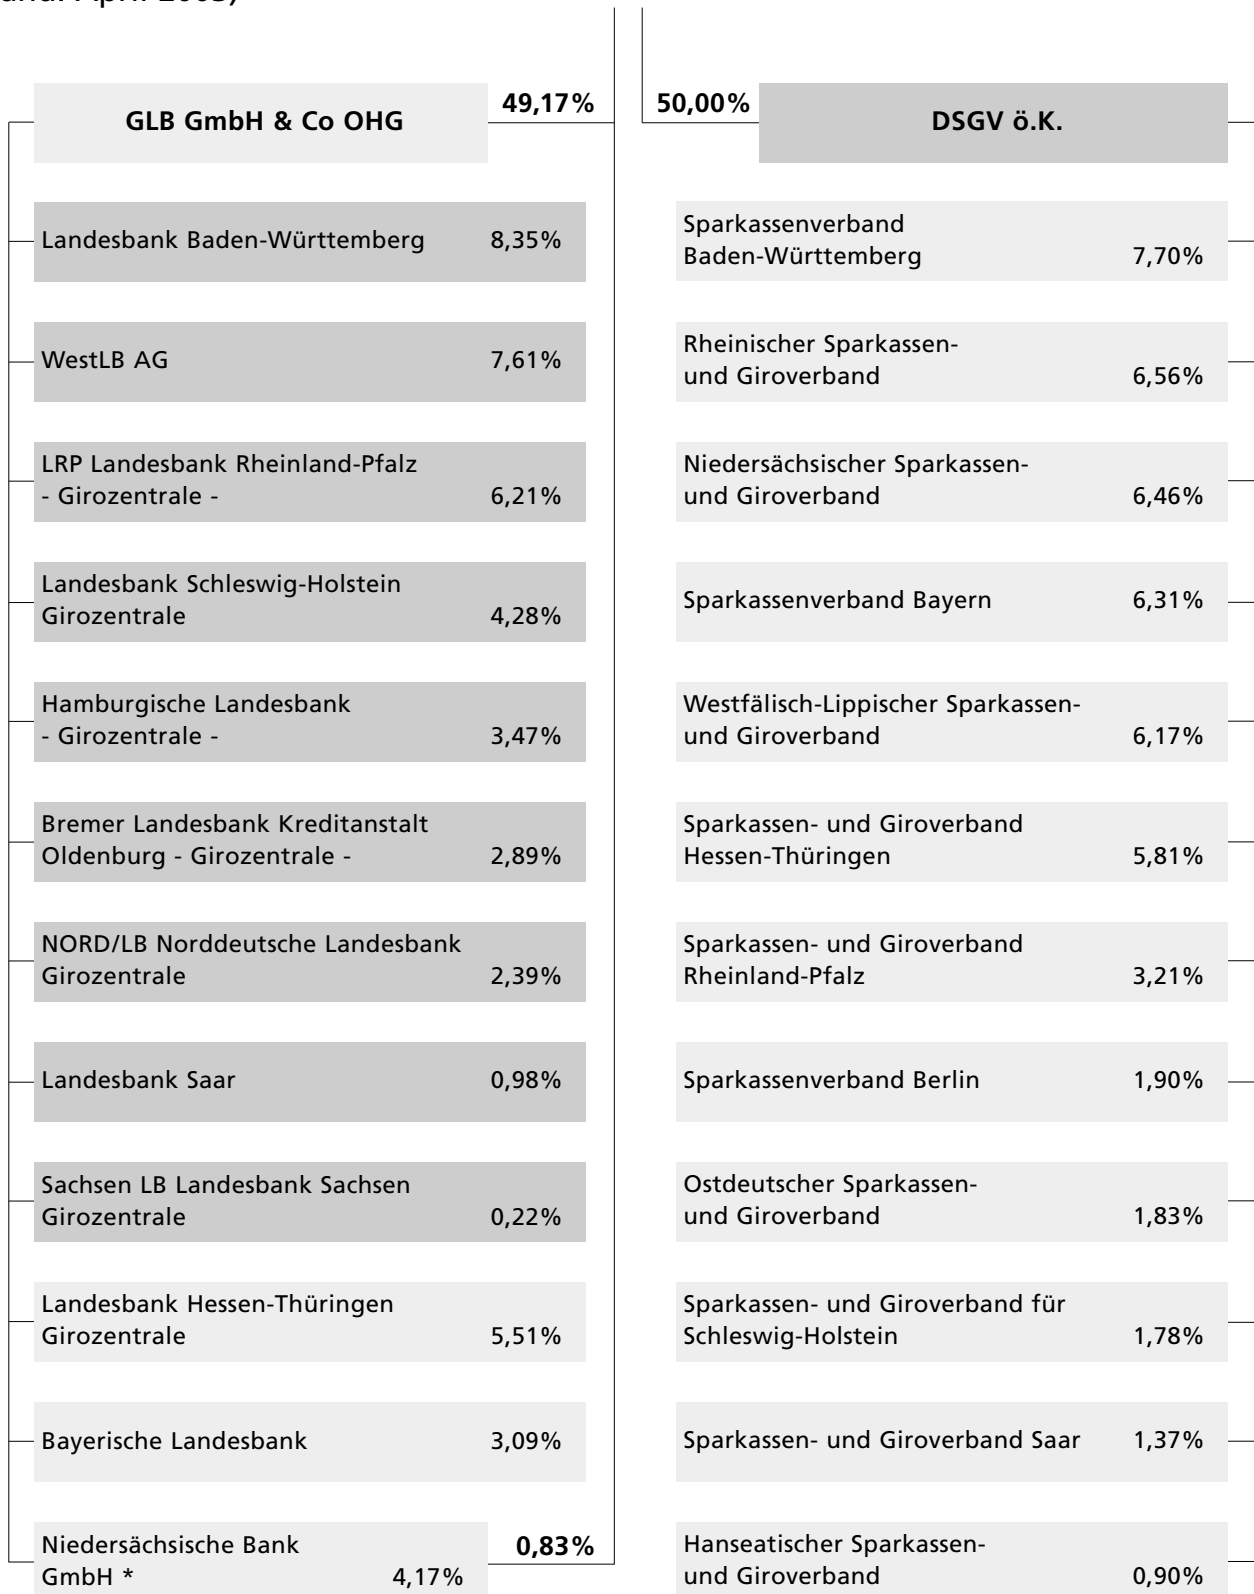 GLB GmbH & Co OHG
49,17%
Landesbank Baden-Württemberg 8,35%
WestLB AG 7,61%
LRP Landesbank Rheinland-Pfalz
- Girozentrale - 6,21%
Landesbank Schleswig-Holstein
Girozentrale 4,28%
Hamburgische Landesbank
- Girozentrale - 3,47%
Bremer Landesbank Kreditanstalt
Oldenburg - Girozentrale - 2,89%
NORD/LB Norddeutsche Landesbank
Girozentrale 2,39%
Landesbank Saar 0,98%
Sachsen LB Landesbank Sachsen
Girozentrale 0,22%
Landesbank Hessen-Thüringen
Girozentrale 5,51%
Bayerische Landesbank 3,09%
Niedersächsische Bank
GmbH * 4,17%
0,83%
50,00%
DSGV ö.K.
Sparkassenverband
Baden-Württemberg 7,70%
Rheinischer Sparkassen-
und Giroverband 6,56%
Niedersächsischer Sparkassen-
und Giroverband 6,46%
Sparkassenverband Bayern 6,31%
Westfälisch-Lippischer Sparkassen-
und Giroverband 6,17%
Sparkassen- und Giroverband
Hessen-Thüringen 5,81%
Sparkassen- und Giroverband
Rheinland-Pfalz 3,21%
Sparkassenverband Berlin 1,90%
Ostdeutscher Sparkassen-
und Giroverband 1,83%
Sparkassen- und Giroverband für
Schleswig-Holstein 1,78%
Sparkassen- und Giroverband Saar 1,37%
Hanseatischer Sparkassen-
und Giroverband 0,90%